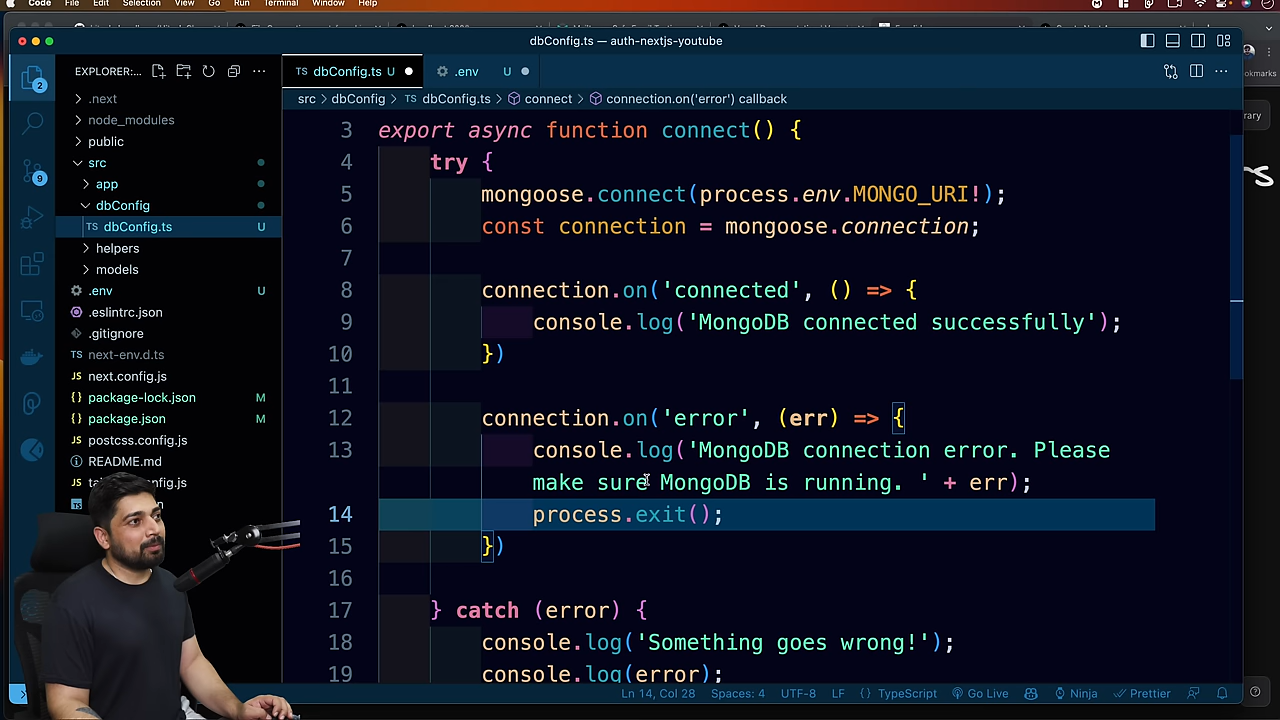 Code File Edit Selection View Go Run Terminal Window Help
dbConfig.ts — auth-nextjs-youtube
EXPLORER:...
TS dbConfig.ts U
.env U
src > dbConfig > TS dbConfig.ts > connect > connection.on('error') callback
.next
node_modules
public
src
app
dbConfig
TS dbConfig.ts U
helpers
models
.env U
.eslintrc.json
.gitignore
TS next-env.d.ts
JS next.config.js
{} package-lock.json M
{} package.json M
JS postcss.config.js
README.md
2
9
3 export async function connect() {
4 try {
5 mongoose.connect(process.env.MONGO_URI!);
6 const connection = mongoose.connection;
7
8 connection.on('connected', () => {
9 console.log('MongoDB connected successfully');
10 })
11
12 connection.on('error', (err) => {
13 console.log('MongoDB connection error. Please
make sure MongoDB is running. ' + err);
14 process.exit();
15 })
16
17 } catch (error) {
18 console.log('Something goes wrong!');
19 console.log(error);
Ln 14, Col 28 Spaces: 4 UTF-8 LF {} TypeScript Go Live Ninja Prettier